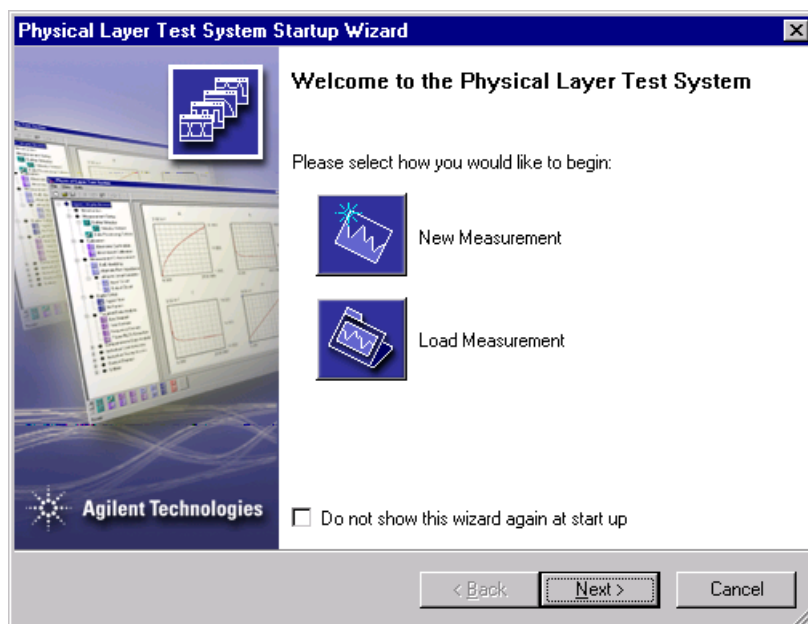 Physical Layer Test System Startup Wizard
Welcome to the Physical Layer Test System
Please select how you would like to begin:
New Measurement
Load Measurement
Agilent Technologies
Do not show this wizard again at start up
< Back
Next >
Cancel